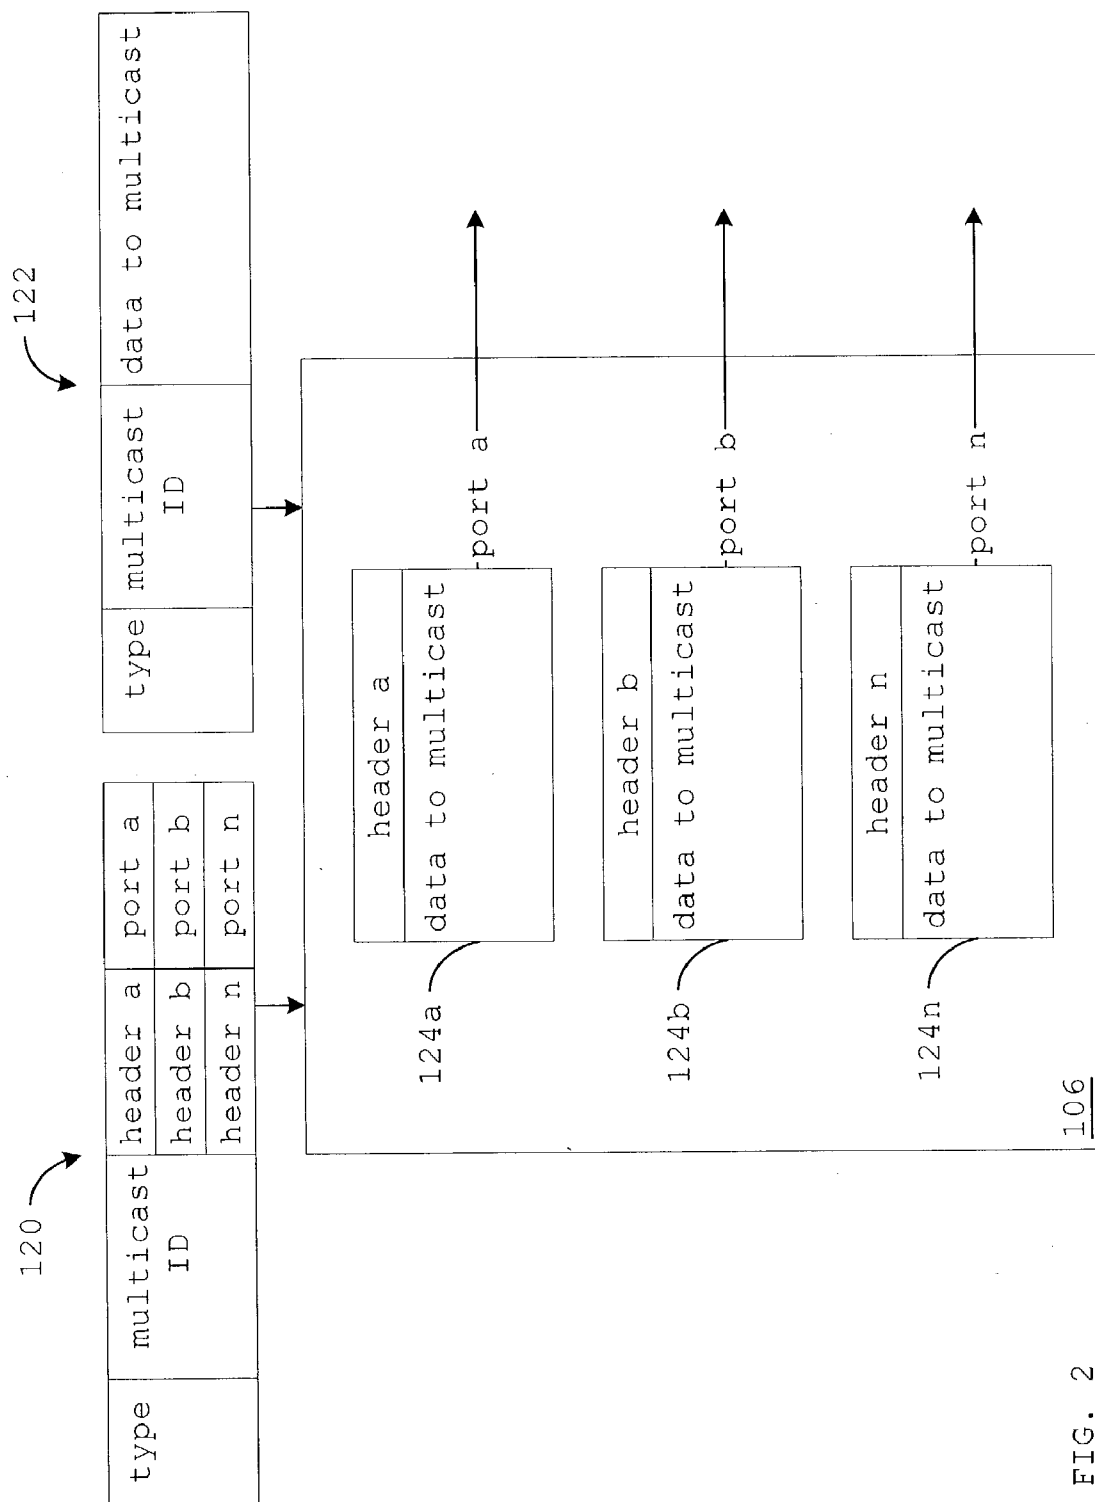 120
122
type
multicast
ID
header a
port a
header b
port b
header n
port n
type
multicast
ID
data to multicast
header a
data to multicast
port a
124a
header b
data to multicast
port b
124b
header n
data to multicast
port n
124n
106
FIG. 2